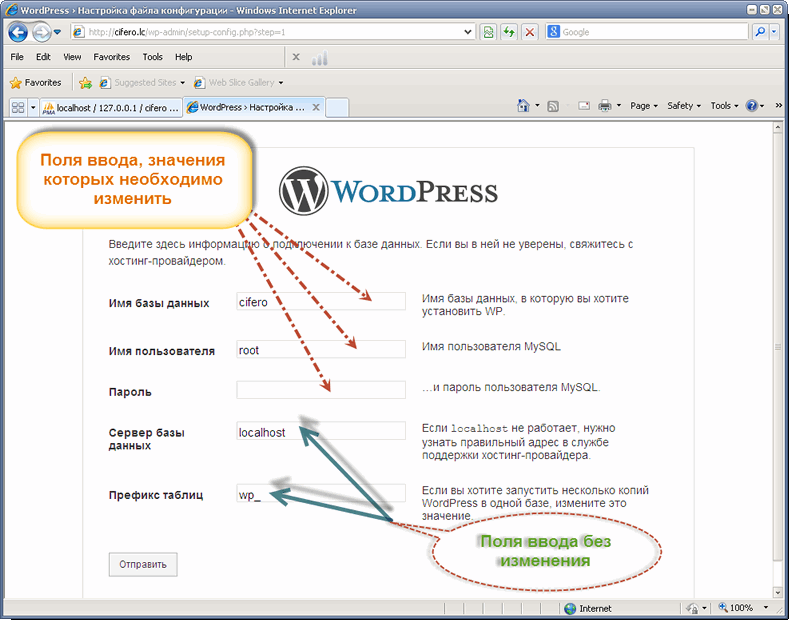 WordPress › Настройка файла конфигурации - Windows Internet Explorer
http://cifero.lc/wp-admin/setup-config.php?step=1
Google
File Edit View Favorites Tools Help
Favorites Suggested Sites Web Slice Gallery
PMA localhost / 127.0.0.1 / cifero ... WordPress › Настройка ... Page Safety Tools
Поля ввода, значения
которых необходимо
изменить
WORDPRESS
Введите здесь информацию о подключении к базе данных. Если вы в ней не уверены, свяжитесь с
хостинг-провайдером.
Имя базы данных cifero Имя базы данных, в которую вы хотите
установить WP.
Имя пользователя root Имя пользователя MySQL
Пароль …и пароль пользователя MySQL.
Сервер базы localhost Если localhost не работает, нужно
данных узнать правильный адрес в службе
поддержки хостинг-провайдера.
Префикс таблиц wp_ Если вы хотите запустить несколько копий
WordPress в одной базе, измените это
значение.
Поля ввода без
изменения
Отправить
Internet 100%